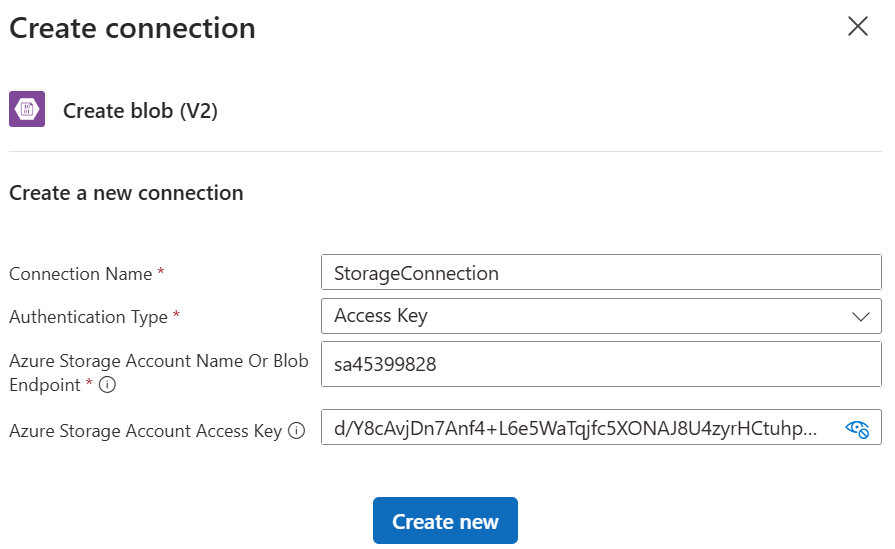 Create connection
Create blob (V2)
Create a new connection
Connection Name *
StorageConnection
Authentication Type *
Access Key
Azure Storage Account Name Or Blob
Endpoint *
sa45399828
Azure Storage Account Access Key
d/Y8cAvjDn7Anf4+L6e5WaTqjfc5XONAJ8U4zyrHCtuhp...
Create new